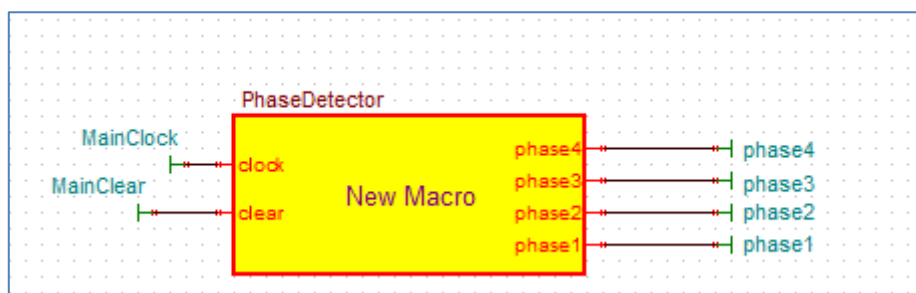 PhaseDetector
MainClock
clock
MainClear
clear
New Macro
phase4
phase3
phase2
phase1
phase4
phase3
phase2
phase1